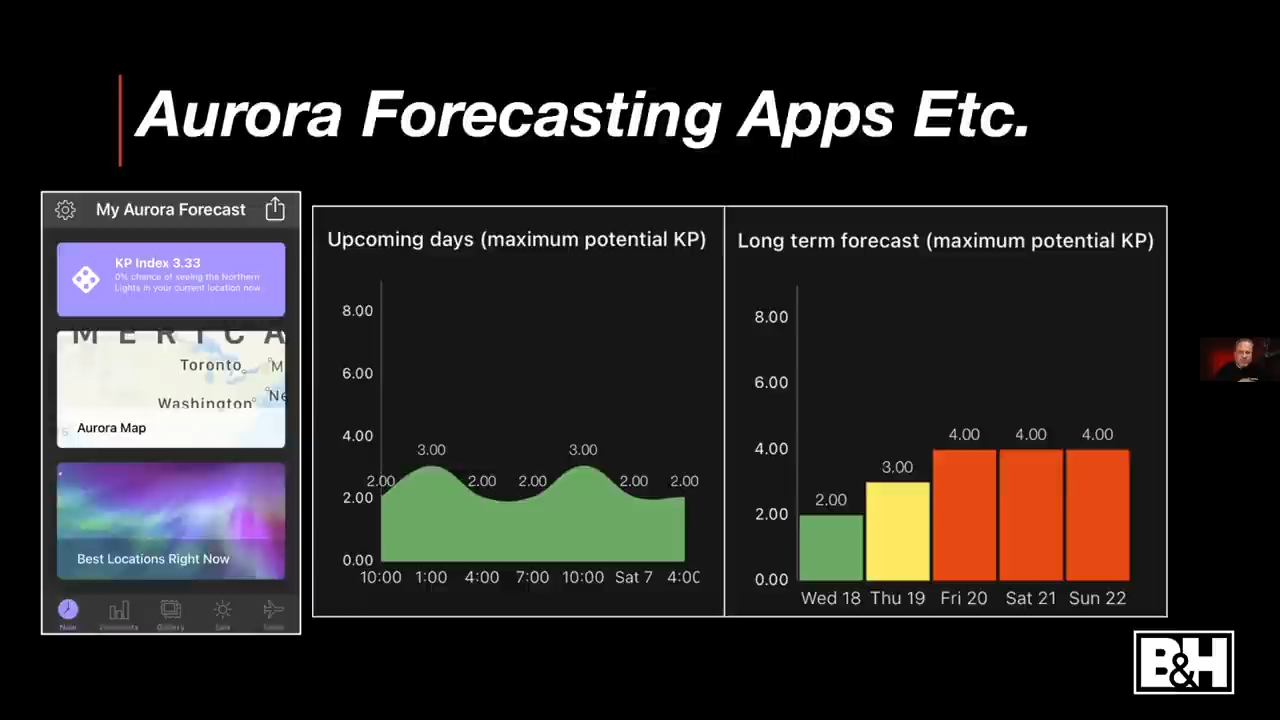 Aurora Forecasting Apps Etc.
My Aurora Forecast
KP Index 3.33
0% chance of seeing the Northern
Lights in your current location now
MERICA
Toronto
M
Washington
Ne
Aurora Map
Best Locations Right Now
Now
Gallery
Upcoming days (maximum potential KP)
8.00
6.00
4.00
2.00
0.00
2.00 3.00 2.00 2.00 3.00 2.00 2.00
10:00 1:00 4:00 7:00 10:00 Sat 7 4:00
Long term forecast (maximum potential KP)
8.00
6.00
4.00
2.00
0.00
2.00 3.00 4.00 4.00 4.00
Wed 18 Thu 19 Fri 20 Sat 21 Sun 22
B&H